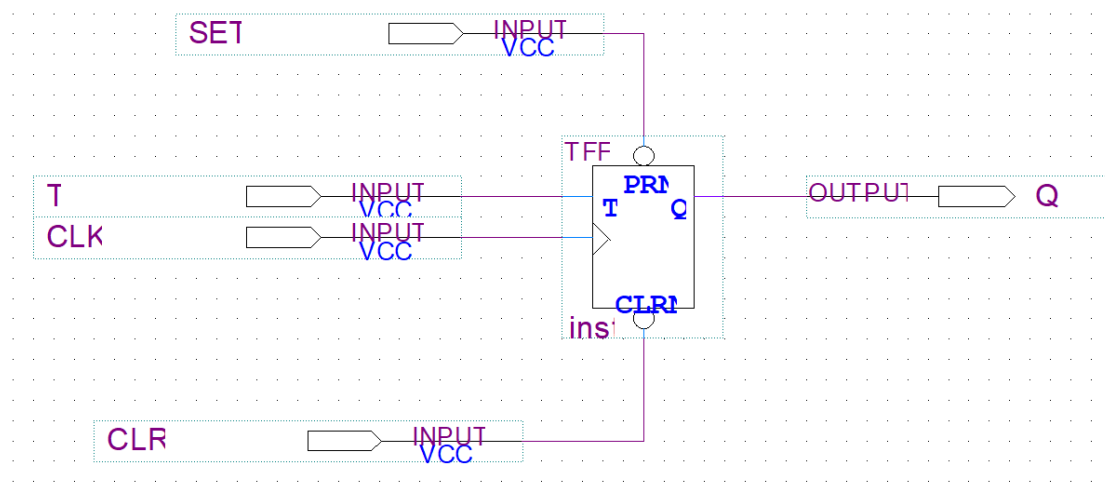 SET
INPUT
VCC
TFF
PRN
T
INPUT
VCC
T
Q
OUTPUT
Q
CLK
INPUT
VCC
CLRN
inst
CLR
INPUT
VCC